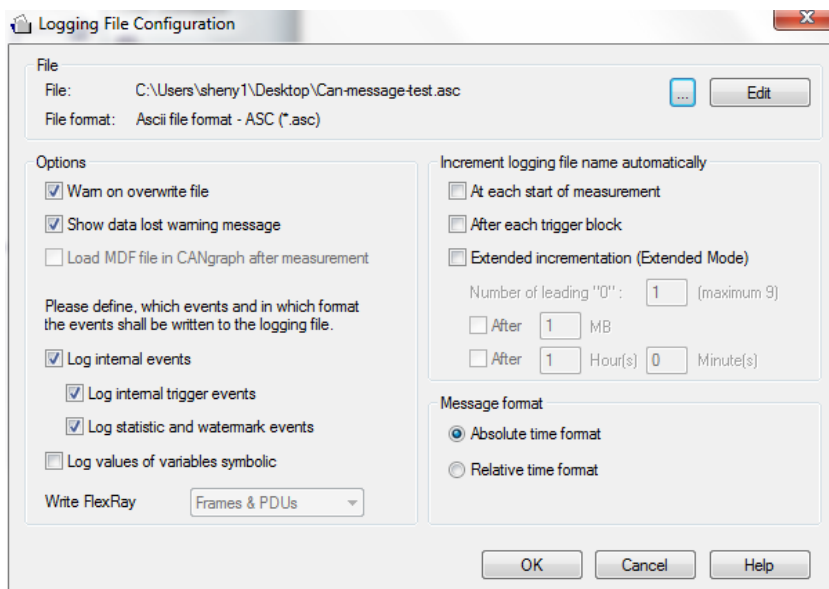 Logging File Configuration
x
File
File: C:\Users\sheny1\Desktop\Can-message-test.asc ... Edit
File format: Ascii file format - ASC (*.asc)
Options
Warn on overwrite file
Show data lost warning message
Load MDF file in CANgraph after measurement
Please define, which events and in which format
the events shall be written to the logging file.
Log internal events
Log internal trigger events
Log statistic and watermark events
Log values of variables symbolic
Write FlexRay Frames & PDUs
Increment logging file name automatically
At each start of measurement
After each trigger block
Extended incrementation (Extended Mode)
Number of leading "0" : 1 (maximum 9)
After 1 MB
After 1 Hour(s) 0 Minute(s)
Message format
Absolute time format
Relative time format
OK Cancel Help